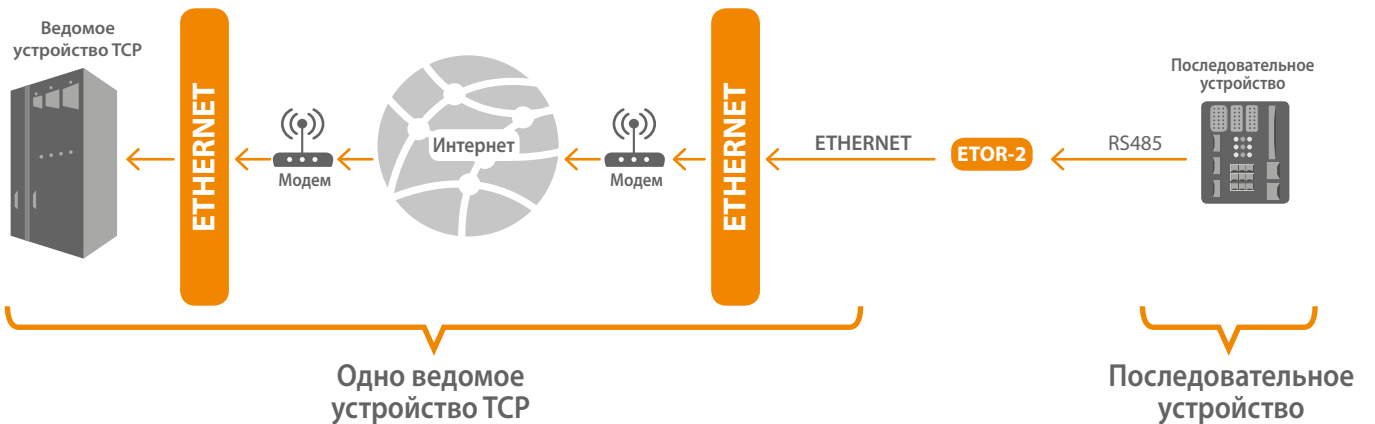 Ведомое
устройство TCP
ETHERNET
Модем
Интернет
Модем
ETHERNET
ETHERNET
ETOR-2
RS485
Последовательное
устройство
Одно ведомое
устройство TCP
Последовательное
устройство